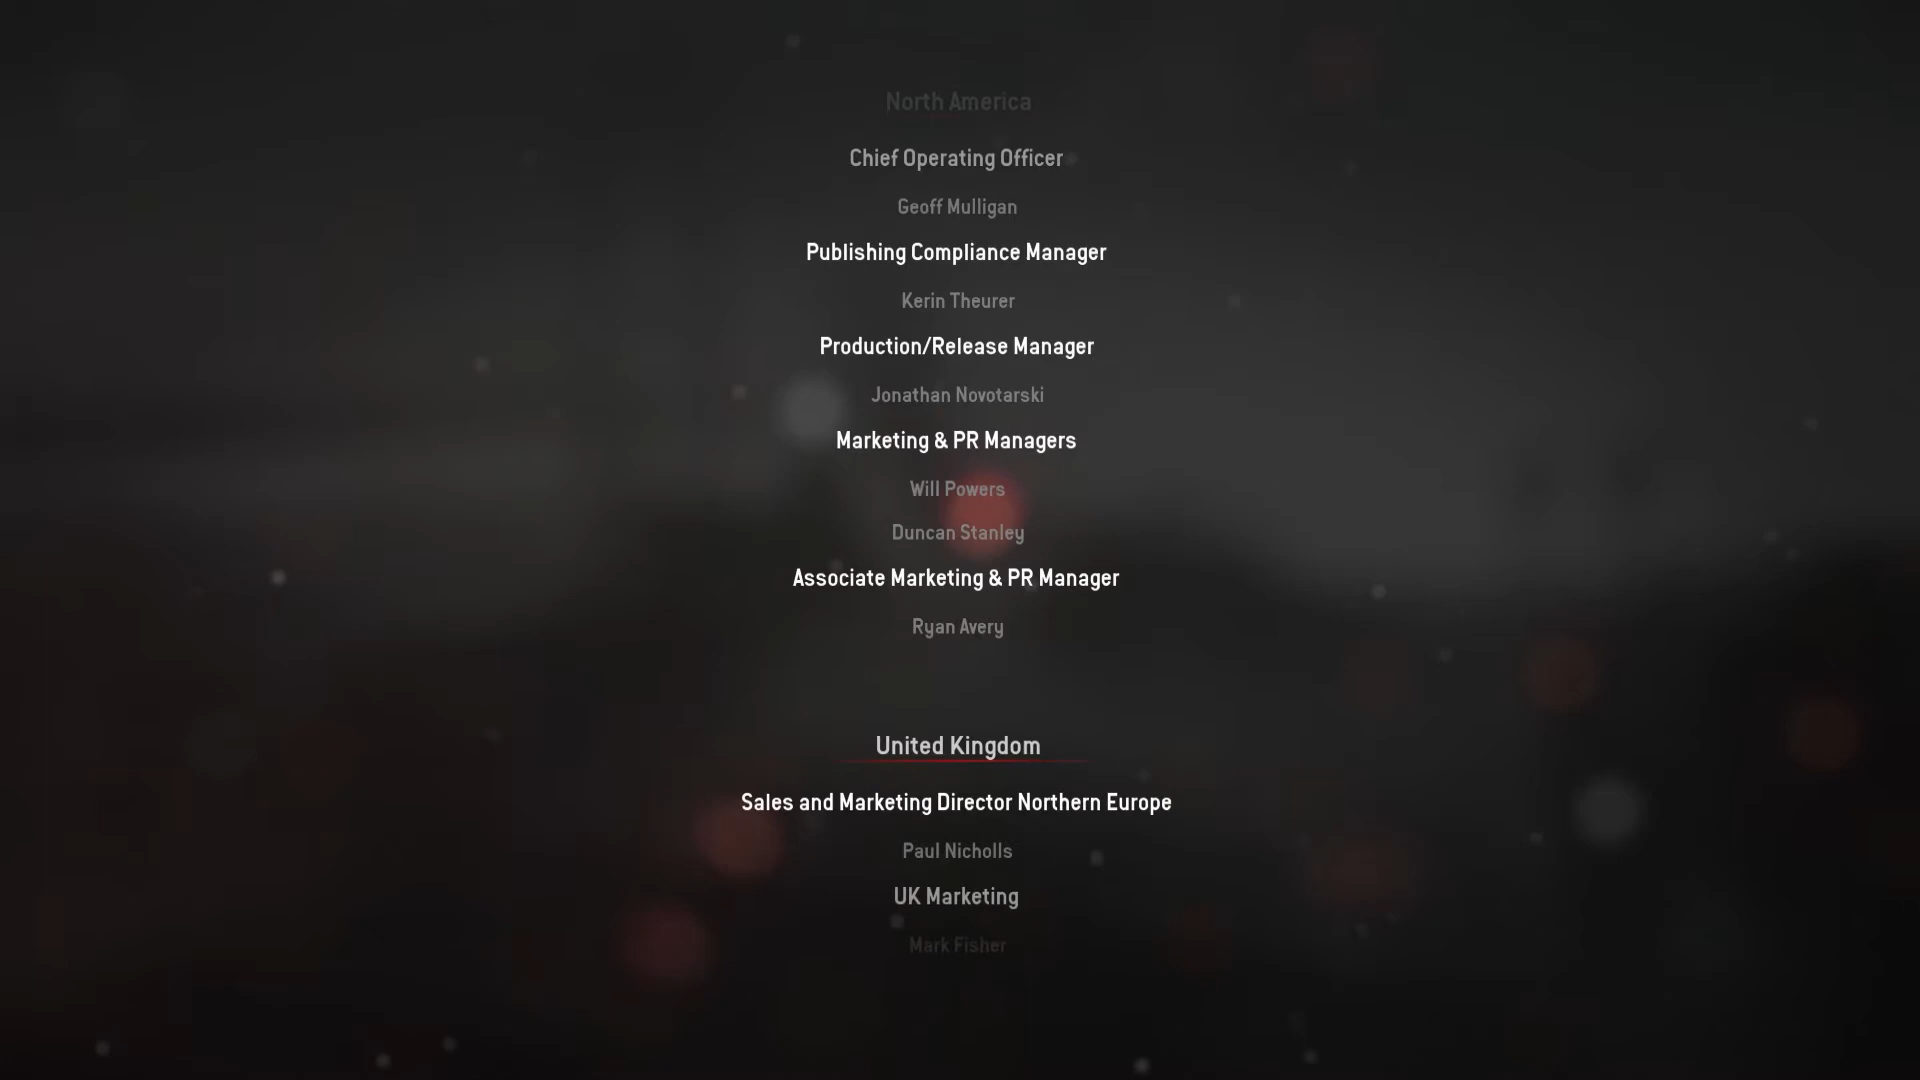 North America
Chief Operating Officer
Geoff Mulligan
Publishing Compliance Manager
Kerin Theurer
Production/Release Manager
Jonathan Novotarski
Marketing & PR Managers
Will Powers
Duncan Stanley
Associate Marketing & PR Manager
Ryan Avery
United Kingdom
Sales and Marketing Director Northern Europe
Paul Nicholls
UK Marketing
Mark Fisher